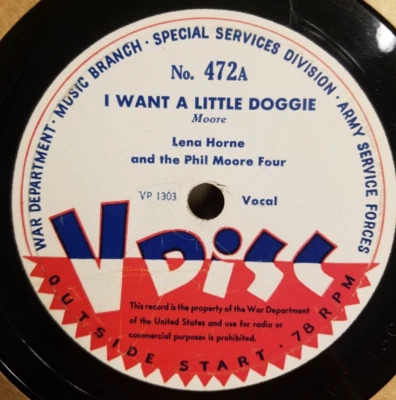 WAR DEPARTMENT · MUSIC BRANCH · SPECIAL SERVICES DIVISION · ARMY SERVICE FORCES
No. 472A
I WANT A LITTLE DOGGIE
Moore
Lena Horne
and the Phil Moore Four
VP 1303 Vocal
V DISC
This record is the property of the War Department
of the United States and use for radio or
commercial purposes is prohibited.
OUTSIDE START · 78 RPM